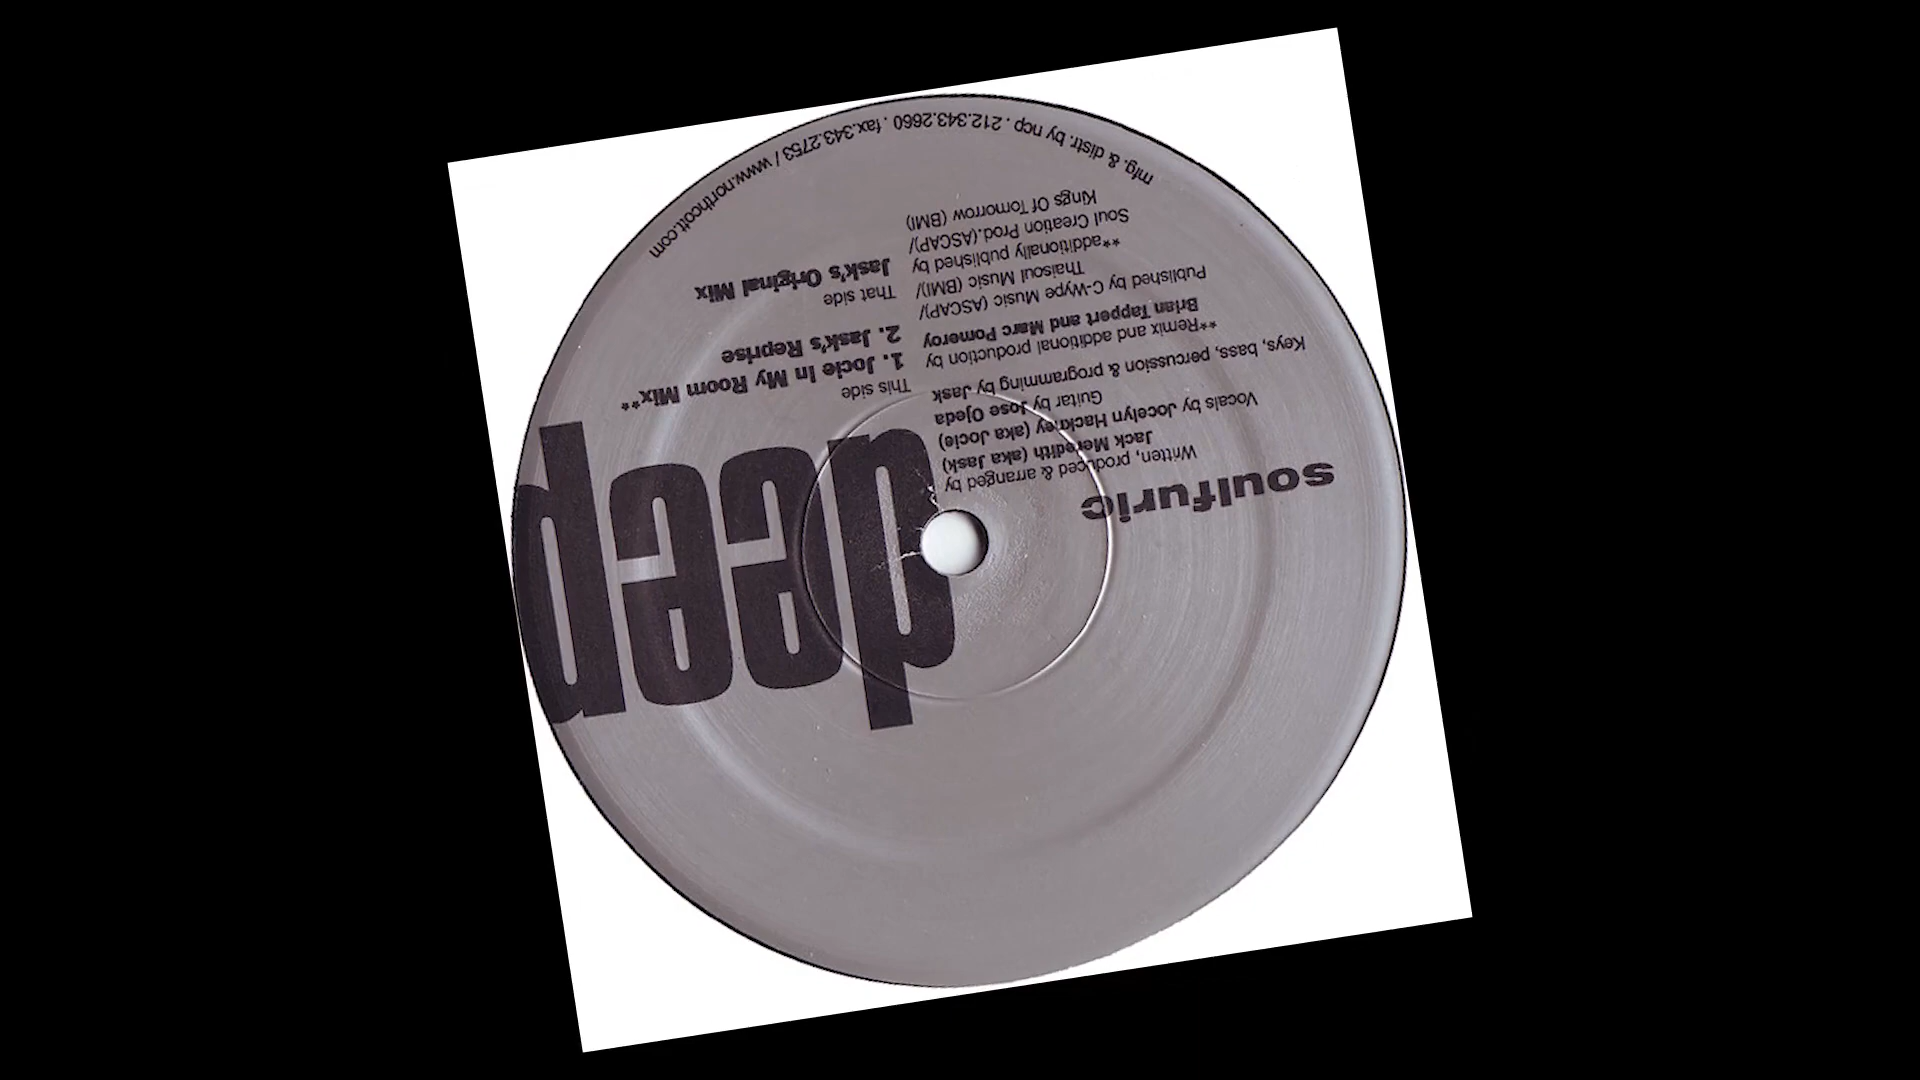 soulfuric
deep
Written, produced & arranged by
Jack Meredith (aka Jask)
Vocals by Jocelyn Hackney (aka Jocie)
Guitar by Jose Ojeda
Keys, bass, percussion & programming by Jask
**Remix and additional production by
Brian Tappert and Marc Pomeroy
Published by C-Wype Music (ASCAP)/
Thaisoul Music (BMI)/
**additionally published by
Soul Creation Prod.(ASCAP)/
Kings Of Tomorrow (BMI)
This side
1. Jocie In My Room Mix**
2. Jask's Reprise
That side
Jask's Original Mix
mfg. & distr. by ncp . 212.343.2660 . fax.343.2753 / www.northcott.com